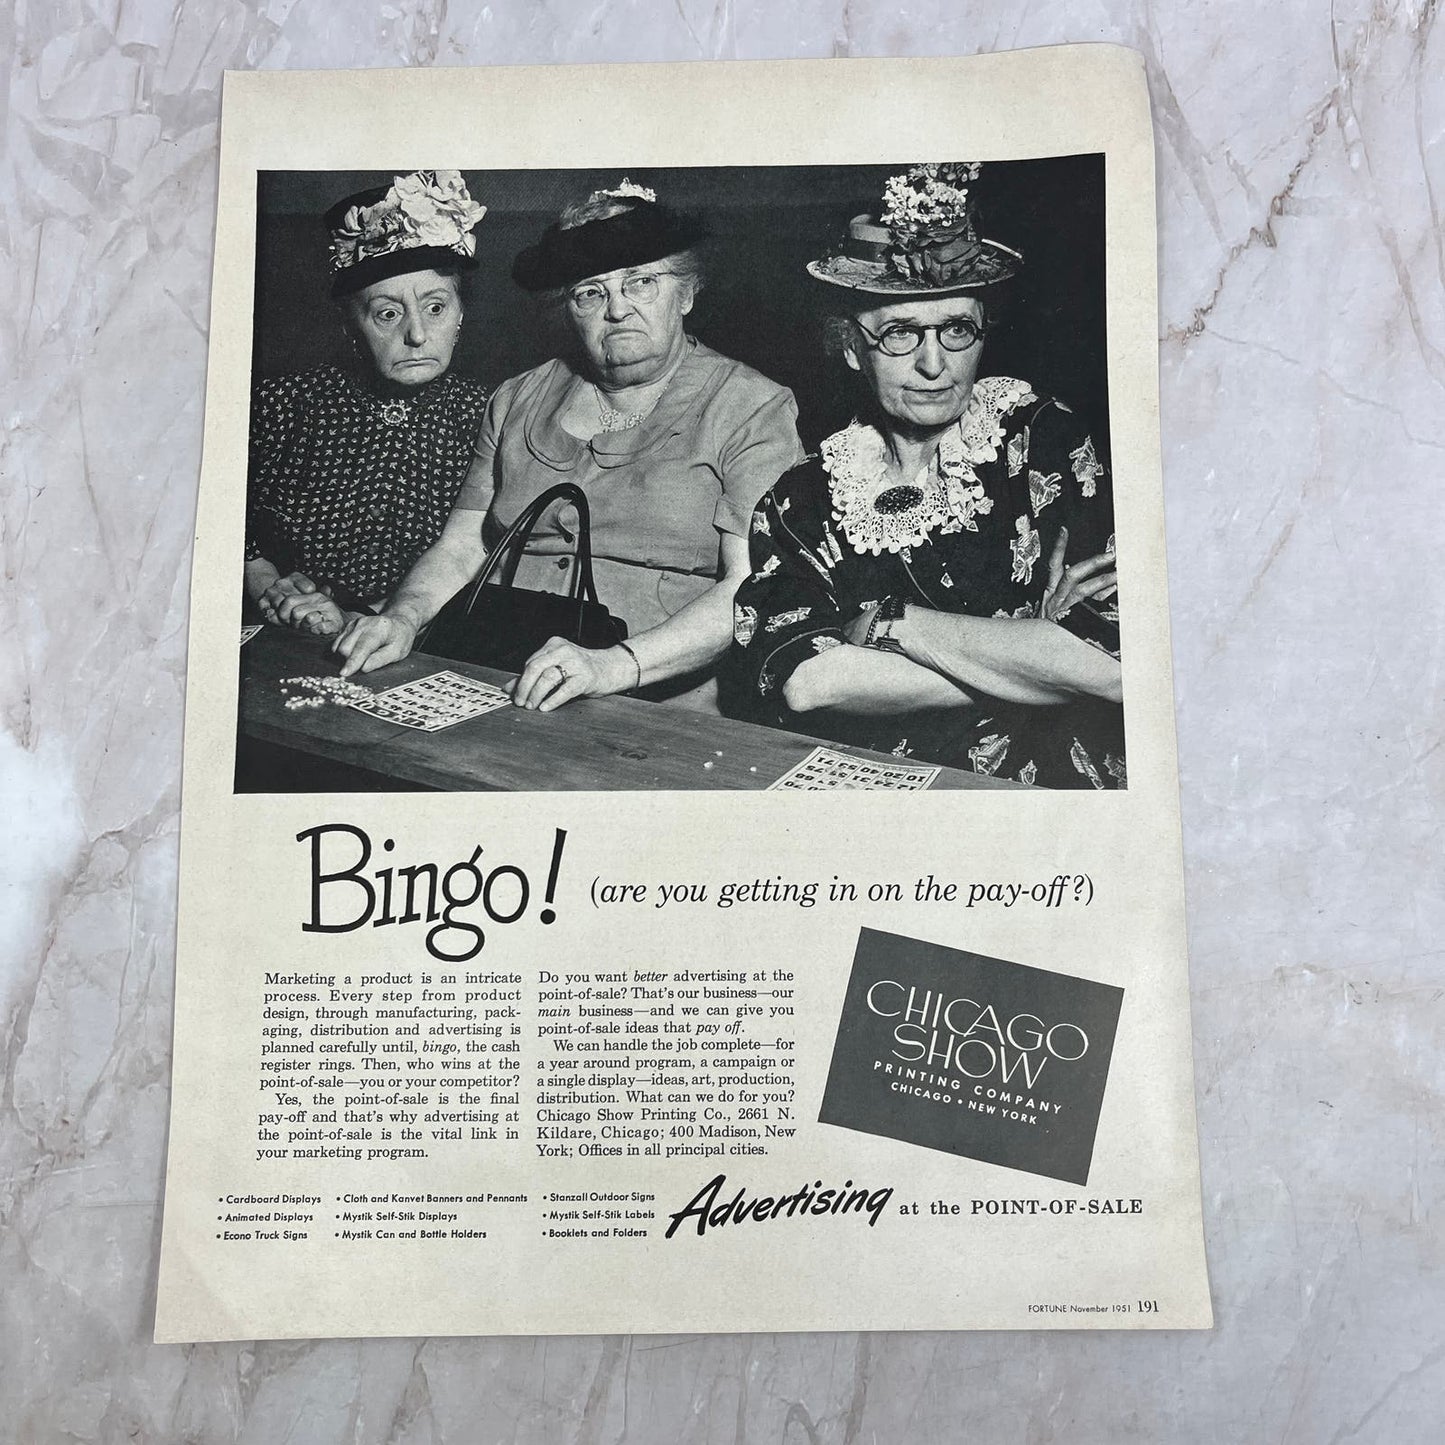 Bingo! (are you getting in on the pay-off?)
Marketing a product is an intricate
process. Every step from product
design, through manufacturing, pack-
aging, distribution and advertising is
planned carefully until, bingo, the cash
register rings. Then, who wins at the
point-of-sale—you or your competitor?
Yes, the point-of-sale is the final
pay-off and that's why advertising at
the point-of-sale is the vital link in
your marketing program.
Do you want better advertising at the
point-of-sale? That's our business—our
main business—and we can give you
point-of-sale ideas that pay off.
We can handle the job complete—for
a year around program, a campaign or
a single display—ideas, art, production,
distribution. What can we do for you?
Chicago Show Printing Co., 2661 N.
Kildare, Chicago; 400 Madison, New
York; Offices in all principal cities.
CHICAGO
SHOW
PRINTING COMPANY
CHICAGO • NEW YORK
• Cardboard Displays
• Animated Displays
• Econo Truck Signs
• Cloth and Kanvet Banners and Pennants
• Mystik Self-Stik Displays
• Mystik Can and Bottle Holders
• Stanzall Outdoor Signs
• Mystik Self-Stik Labels
• Booklets and Folders
Advertising at the POINT-OF-SALE
FORTUNE November 1951 191